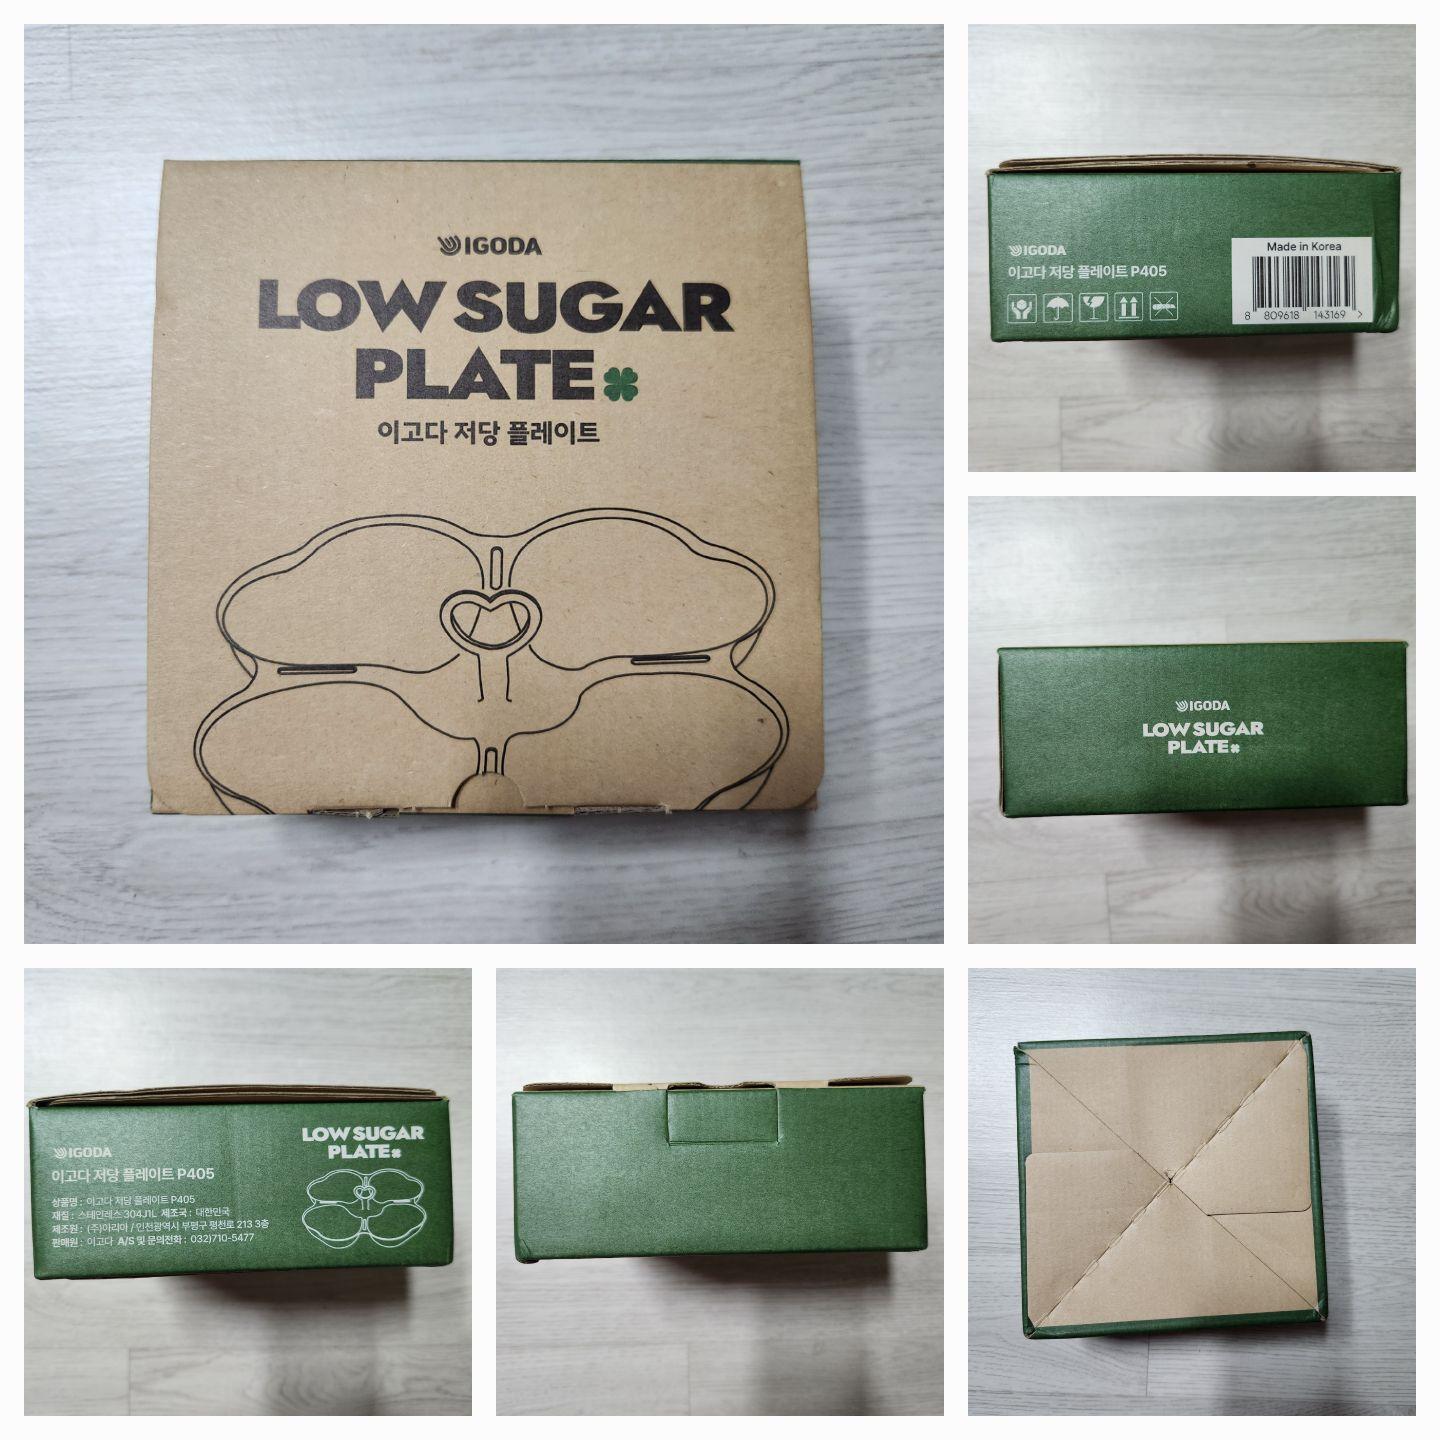 IGODA
LOW SUGAR
PLATE
이고다 저당 플레이트
IGODA
이고다 저당 플레이트 P405
Made in Korea
8 809618 143169 >
IGODA
LOW SUGAR
PLATE
IGODA
이고다 저당 플레이트 P405
상품명 : 이고다 저당 플레이트 P405
재질 : 스테인레스 304J1L 제조국 : 대한민국
제조원 : (주)아리아 / 인천광역시 부평구 평천로 213 3층
판매원 : 이고다 A/S 및 문의전화 : 032)710-5477
LOW SUGAR
PLATE